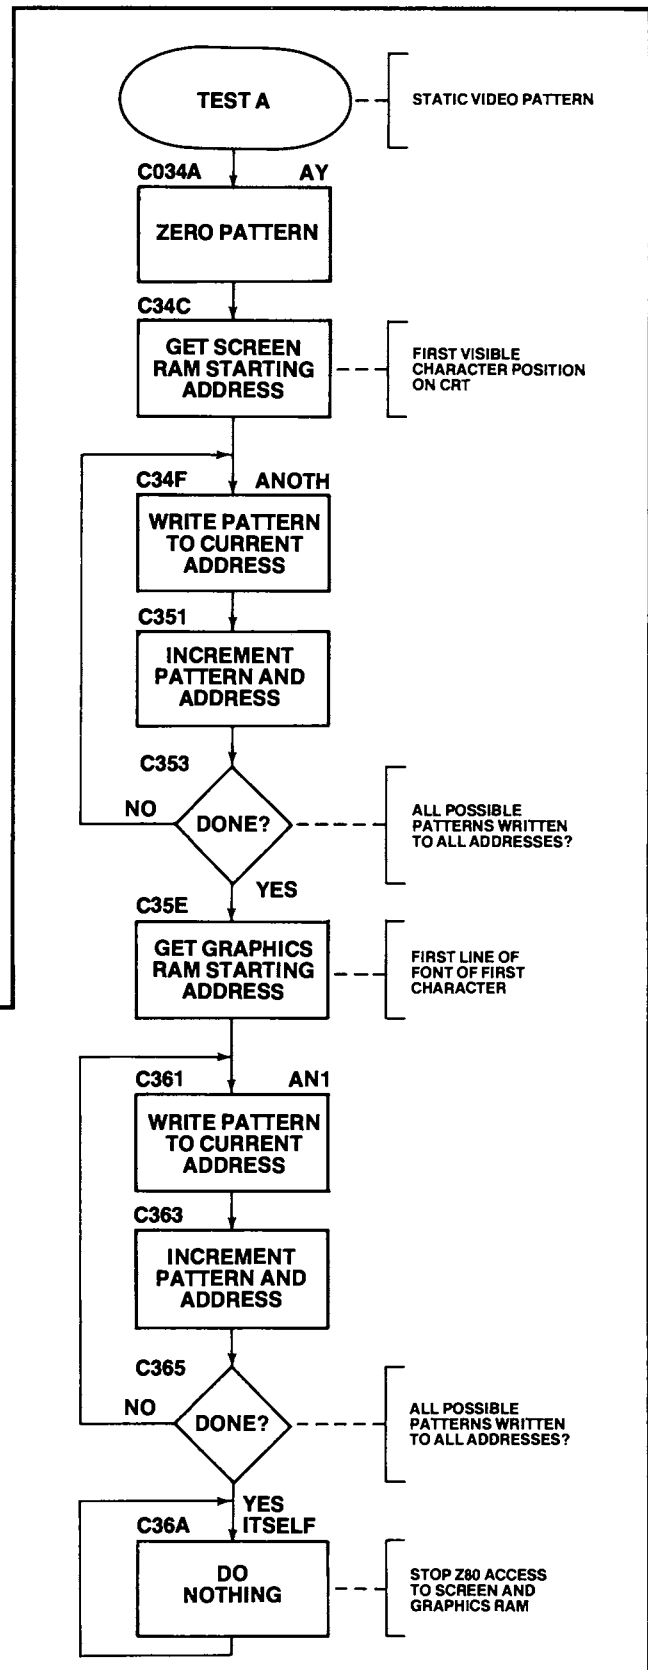 TEST A
STATIC VIDEO PATTERN
C034A AY
ZERO PATTERN
C34C
GET SCREEN
RAM STARTING
ADDRESS
FIRST VISIBLE
CHARACTER POSITION
ON CRT
C34F ANOTH
WRITE PATTERN
TO CURRENT
ADDRESS
C351
INCREMENT
PATTERN AND
ADDRESS
C353
NO
DONE?
ALL POSSIBLE
PATTERNS WRITTEN
TO ALL ADDRESSES?
YES
C35E
GET GRAPHICS
RAM STARTING
ADDRESS
FIRST LINE OF
FONT OF FIRST
CHARACTER
C361 AN1
WRITE PATTERN
TO CURRENT
ADDRESS
C363
INCREMENT
PATTERN AND
ADDRESS
C365
NO
DONE?
ALL POSSIBLE
PATTERNS WRITTEN
TO ALL ADDRESSES?
YES
C36A ITSELF
DO
NOTHING
STOP Z80 ACCESS
TO SCREEN AND
GRAPHICS RAM